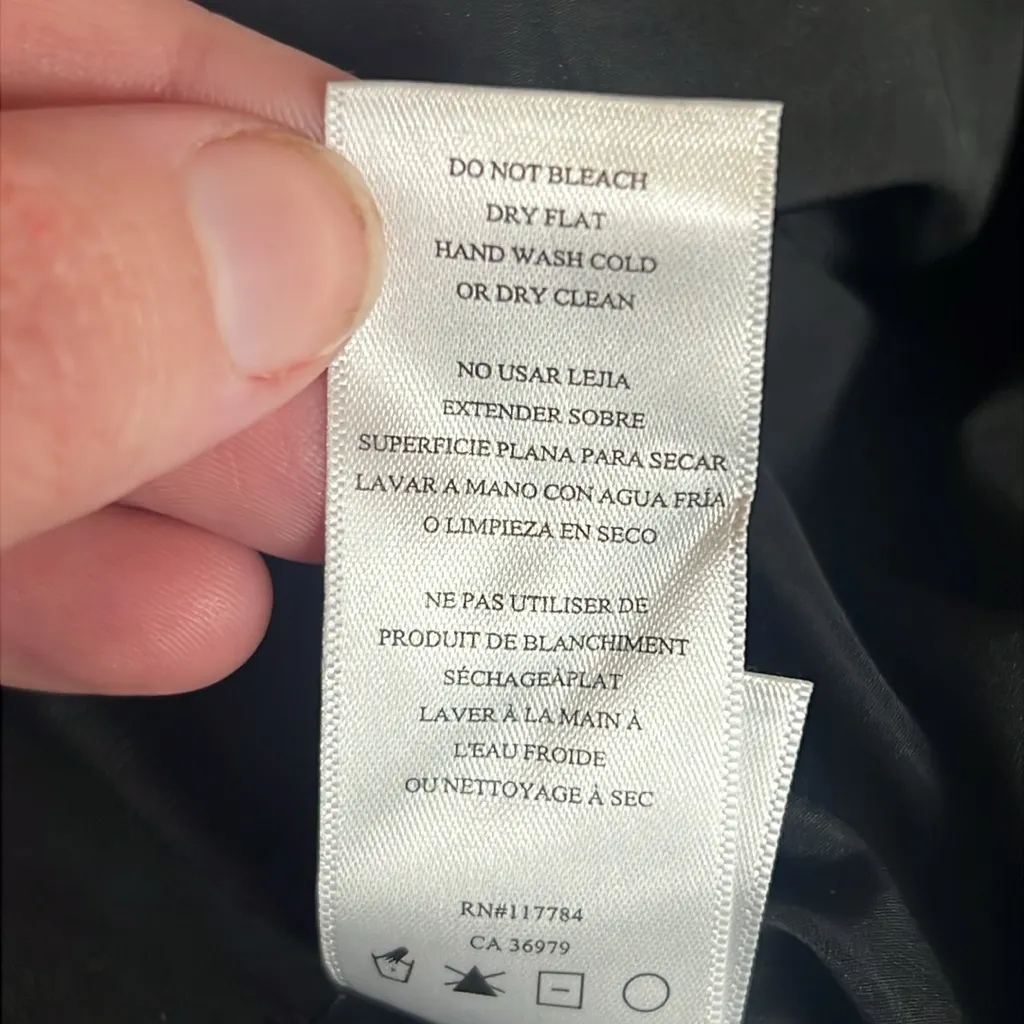 DO NOT BLEACH
DRY FLAT
HAND WASH COLD
OR DRY CLEAN
NO USAR LEJIA
EXTENDER SOBRE
SUPERFICIE PLANA PARA SECAR
LAVAR A MANO CON AGUA FRÍA
O LIMPIEZA EN SECO
NE PAS UTILISER DE
PRODUIT DE BLANCHIMENT
SÉCHAGEÀPLAT
LAVER À LA MAIN À
L'EAU FROIDE
OU NETTOYAGE À SEC
RN#117784
CA 36979